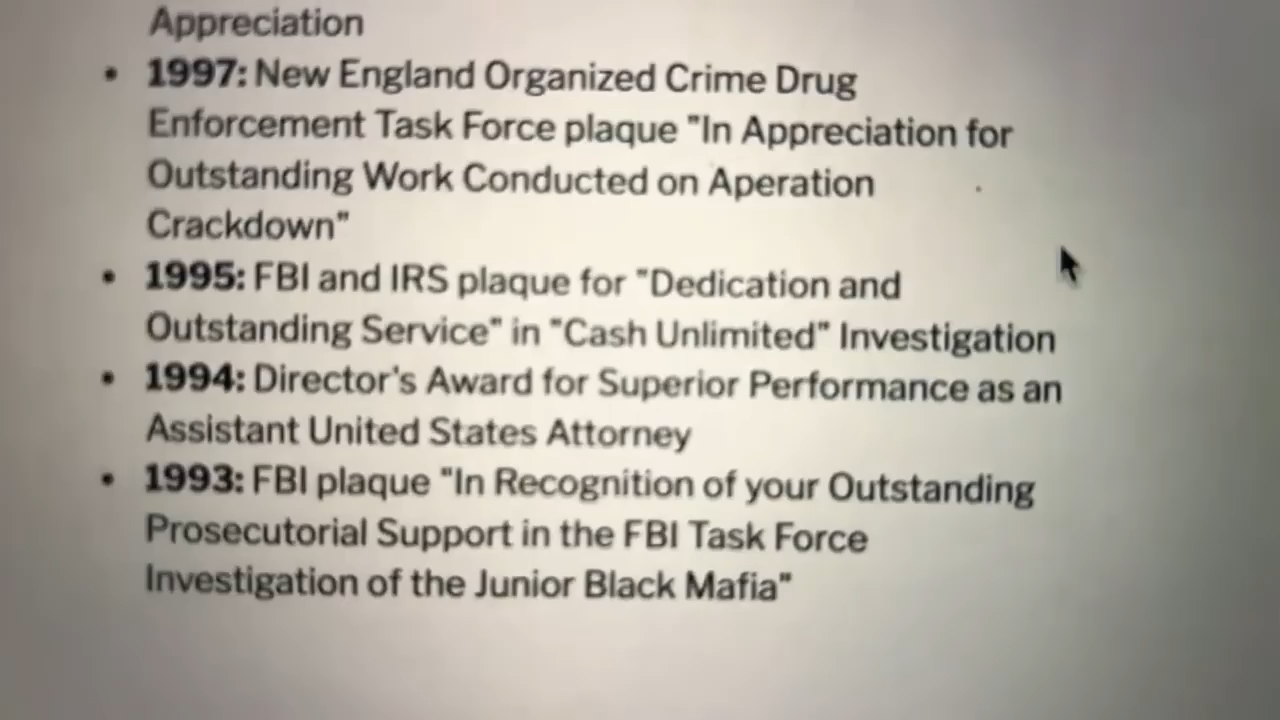 Appreciation
• 1997: New England Organized Crime Drug
Enforcement Task Force plaque "In Appreciation for
Outstanding Work Conducted on Aperation
Crackdown"
• 1995: FBI and IRS plaque for "Dedication and
Outstanding Service" in "Cash Unlimited" Investigation
• 1994: Director's Award for Superior Performance as an
Assistant United States Attorney
• 1993: FBI plaque "In Recognition of your Outstanding
Prosecutorial Support in the FBI Task Force
Investigation of the Junior Black Mafia"